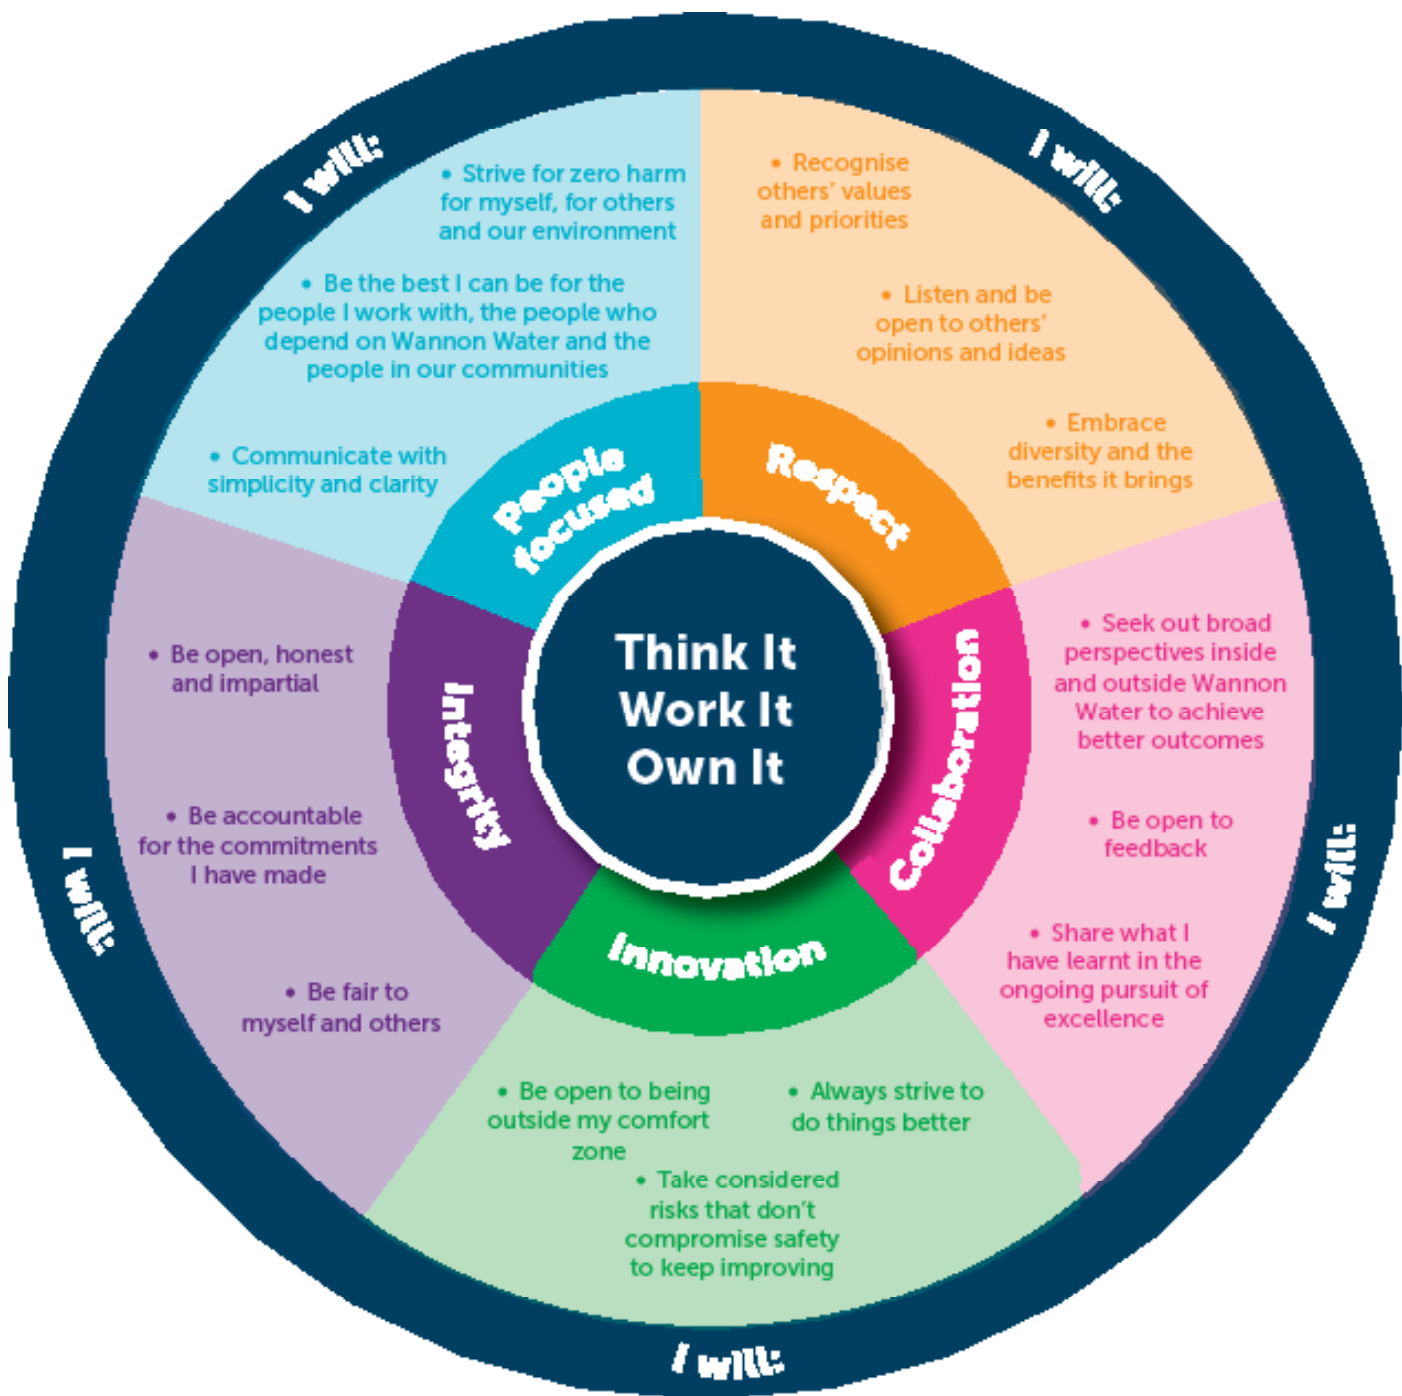 Think It
Work It
Own It
People
focused
I will:
• Strive for zero harm
for myself, for others
and our environment
• Be the best I can be for the
people I work with, the people who
depend on Wannon Water and the
people in our communities
• Communicate with
simplicity and clarity
Respect
I will:
• Recognise
others' values
and priorities
• Listen and be
open to others'
opinions and ideas
• Embrace
diversity and the
benefits it brings
Collaboration
I will:
• Seek out broad
perspectives inside
and outside Wannon
Water to achieve
better outcomes
• Be open to
feedback
• Share what I
have learnt in the
ongoing pursuit of
excellence
Innovation
I will:
• Be open to being
outside my comfort
zone
• Always strive to
do things better
• Take considered
risks that don't
compromise safety
to keep improving
Integrity
I will:
• Be open, honest
and impartial
• Be accountable
for the commitments
I have made
• Be fair to
myself and others